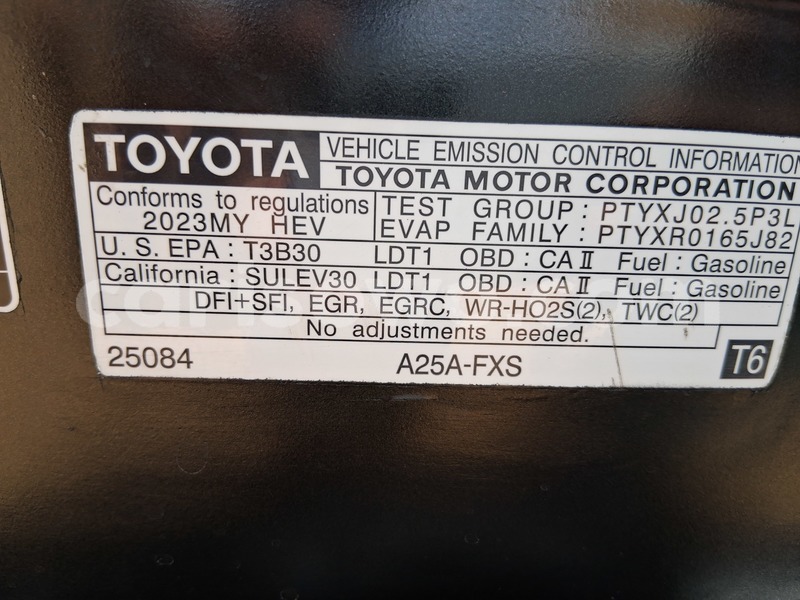 TOYOTA VEHICLE EMISSION CONTROL INFORMATION
TOYOTA MOTOR CORPORATION
Conforms to regulations TEST GROUP : PTYXJ02.5P3L
2023MY HEV EVAP FAMILY : PTYXR0165J82
U. S. EPA : T3B30 LDT1 OBD : CA II Fuel : Gasoline
California : SULEV30 LDT1 OBD : CA II Fuel : Gasoline
DFI+SFI, EGR, EGRC, WR-HO2S(2), TWC(2)
No adjustments needed.
25084 A25A-FXS T6